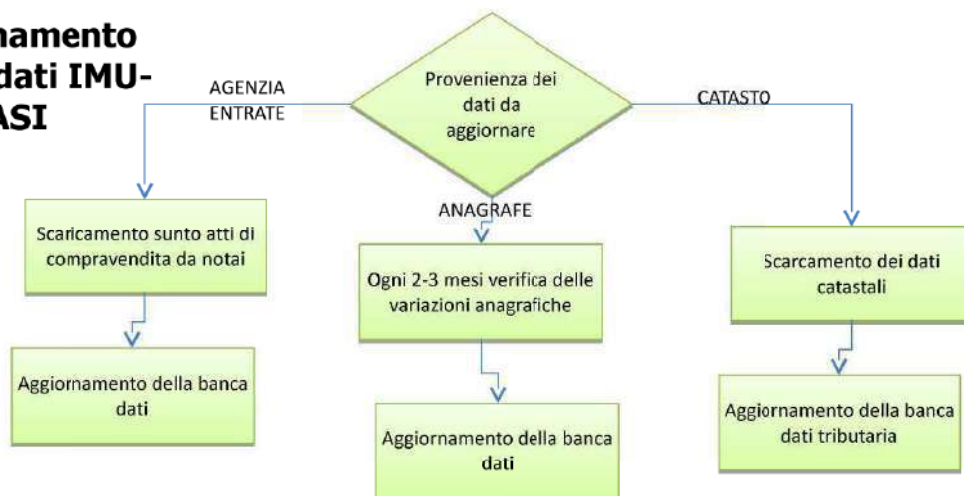 namento
dati IMU-
ASI
Provenienza dei
dati da
aggiornare
AGENZIA
ENTRATE
CATASTO
ANAGRAFE
Scaricamento sunto atti di
compravendita da notai
Ogni 2-3 mesi verifica delle
variazioni anagrafiche
Scarcamento dei dati
catastali
Aggiornamento della banca
dati
Aggiornamento della banca
dati
Aggiornamento della banca
dati tributaria